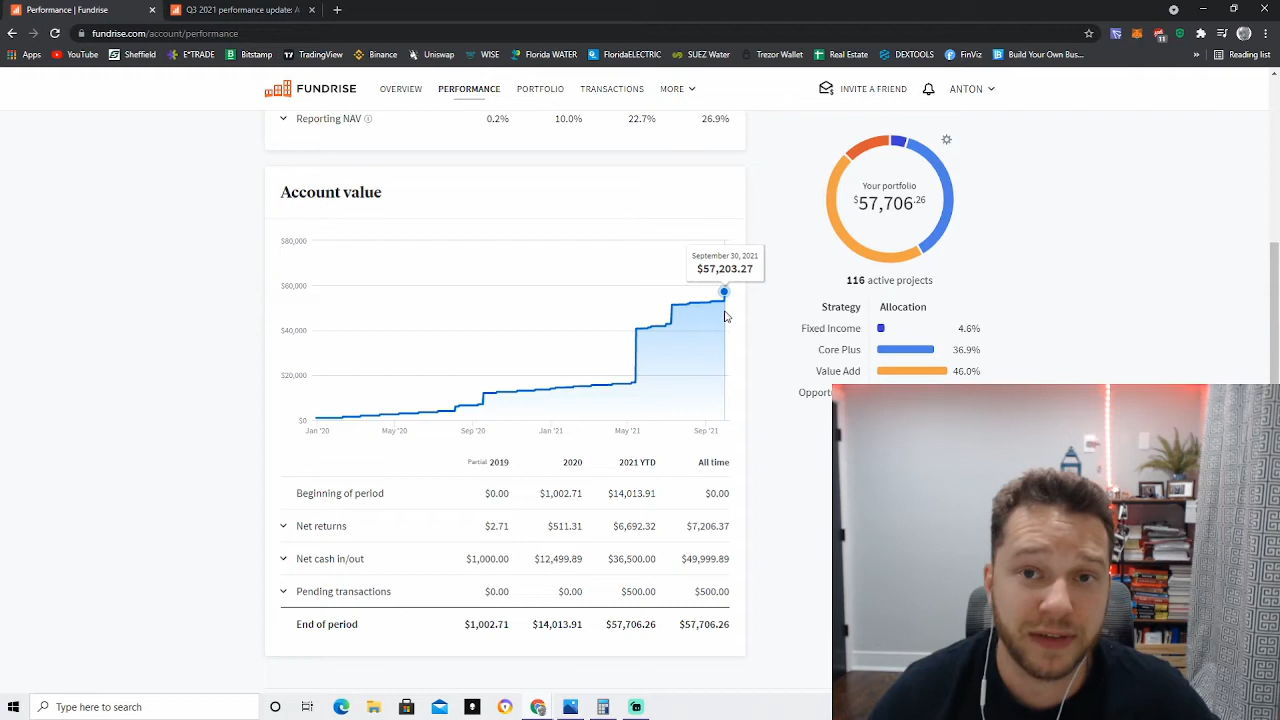 Performance | Fundrise
Q3 2021 performance update: A
fundrise.com/account/performance
Apps YouTube Sheffield E*TRADE Bitstamp TradingView Binance Uniswap WISE Florida WATER FloridaELECTRIC SUEZ Water Trezor Wallet Real Estate DEXTOOLS FinViz Build Your Own Bus... Reading list
FUNDRISE OVERVIEW PERFORMANCE PORTFOLIO TRANSACTIONS MORE INVITE A FRIEND ANTON
Reporting NAV 0.2% 10.0% 22.7% 26.9%
Account value
$80,000
$60,000
$40,000
$20,000
$0
September 30, 2021
$57,203.27
Jan '20 May '20 Sep '20 Jan '21 May '21 Sep '21
Partial 2019 2020 2021 YTD All time
Beginning of period $0.00 $1,002.71 $14,013.91 $0.00
Net returns $2.71 $511.31 $6,692.32 $7,206.37
Net cash in/out $1,000.00 $12,499.89 $36,500.00 $49,999.89
Pending transactions $0.00 $0.00 $500.00 $500.00
End of period $1,002.71 $14,013.91 $57,706.26 $57,706.26
Your portfolio
$57,706.26
116 active projects
Strategy Allocation
Fixed Income 4.6%
Core Plus 36.9%
Value Add 46.0%
Opport
Type here to search